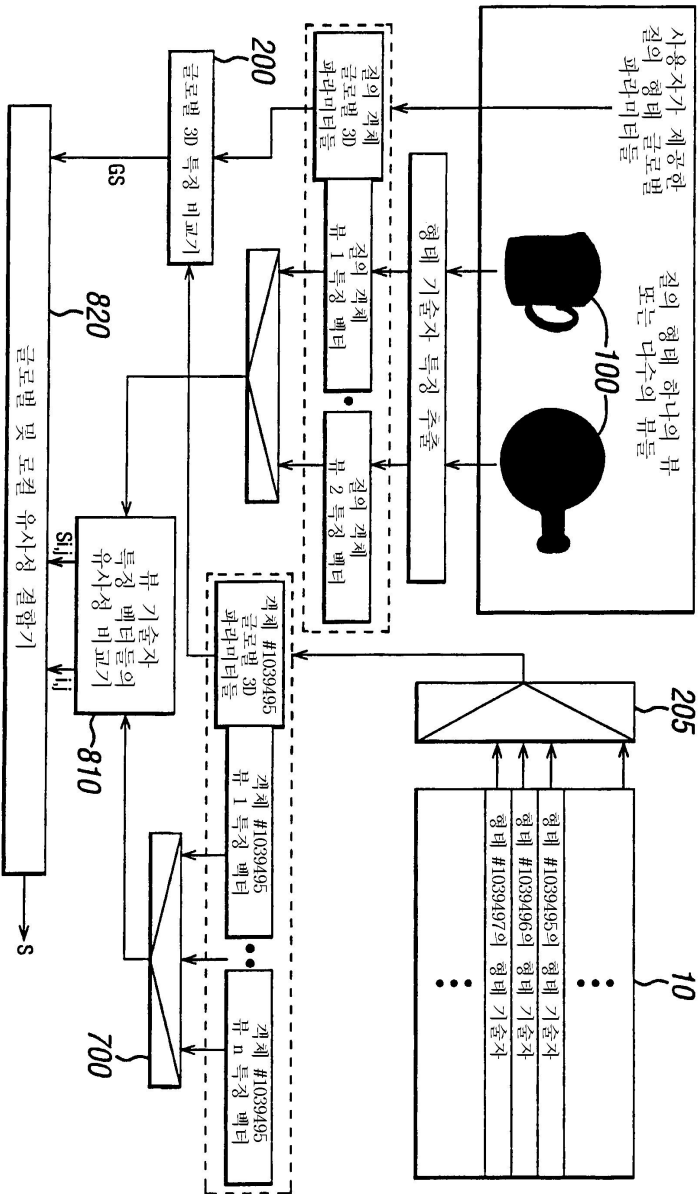 사용자가 제공한
질의 형태 글로벌
파라미터들
질의 형태 하나의 뷰
또는 다수의 뷰들
100
형태 기술자 특징 추출
질의 객체
글로벌 3D
파라미터들
질의 객체
뷰 1 특징 벡터
질의 객체
뷰 2 특징 벡터
200
글로벌 3D 특징 비교기
GS
205
10
형태 #1039495의 형태 기술자
형태 #1039496의 형태 기술자
형태 #1039497의 형태 기술자
객체 #1039495
글로벌 3D
파라미터들
객체 #1039495
뷰 1 특징 벡터
객체 #1039495
뷰 n 특징 벡터
700
뷰 기술자
특징 벡터들의
유사성 비교기
810
Sij
ij
820
글로벌 및 로컬 유사성 결합기
S